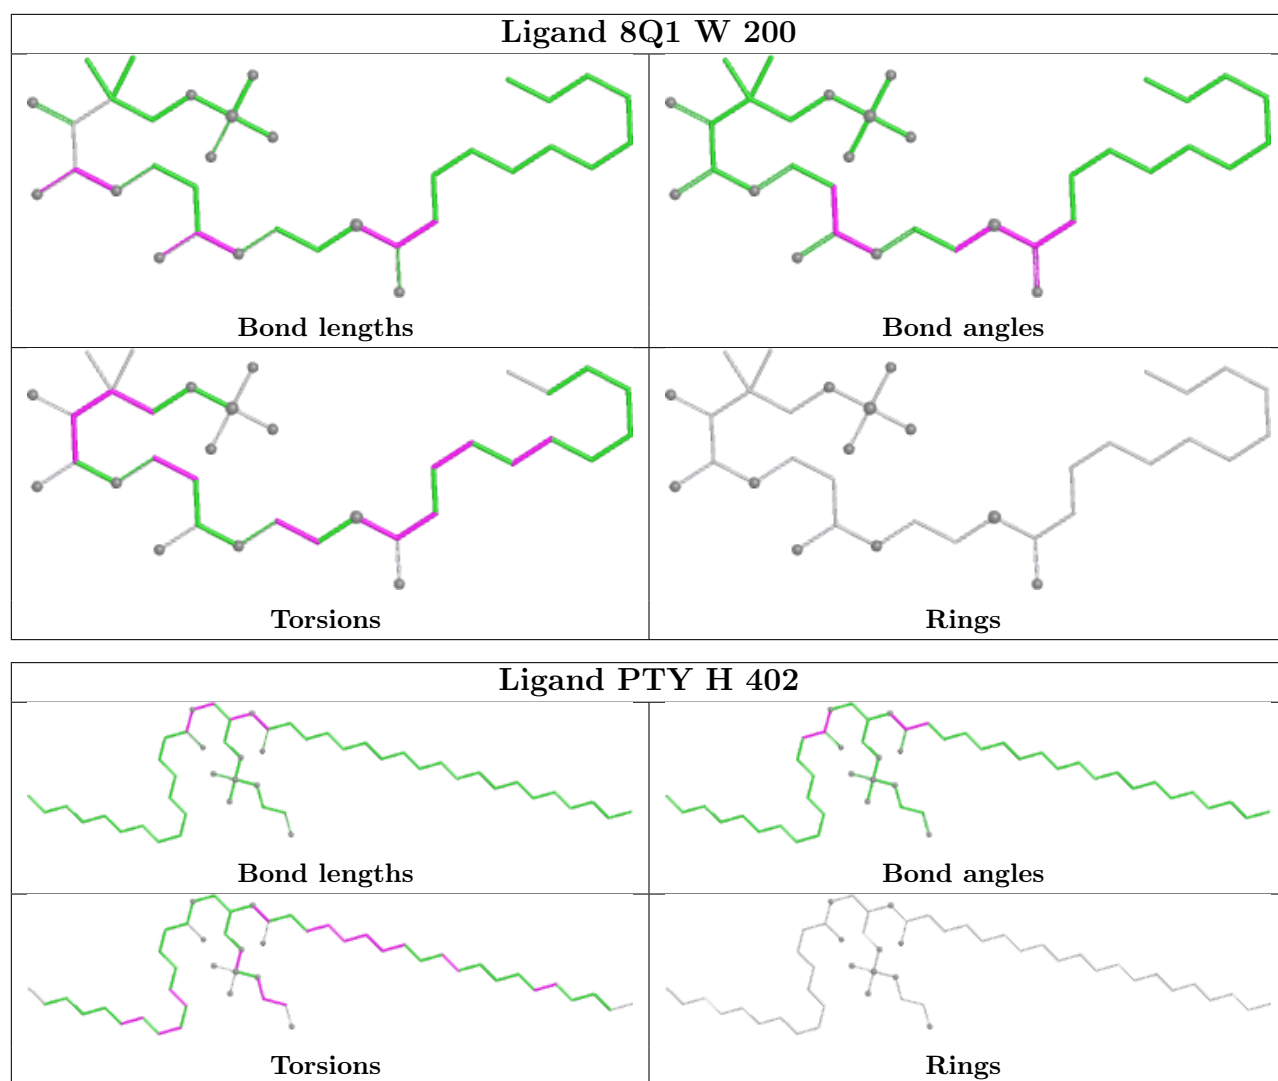 Ligand 8Q1 W 200
Bond lengths
Bond angles
Torsions
Rings
Ligand PTY H 402
Bond lengths
Bond angles
Torsions
Rings